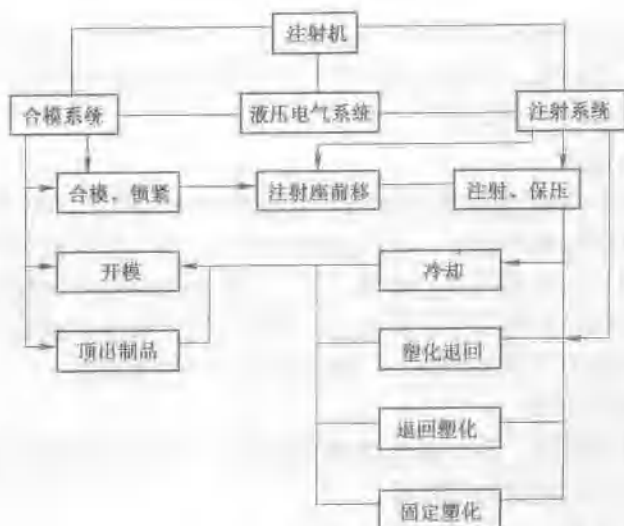 注射机
合模系统
液压电气系统
注射系统
合模、锁紧
注射座前移
注射、保压
开模
冷却
顶出制品
塑化退回
退回塑化
固定塑化